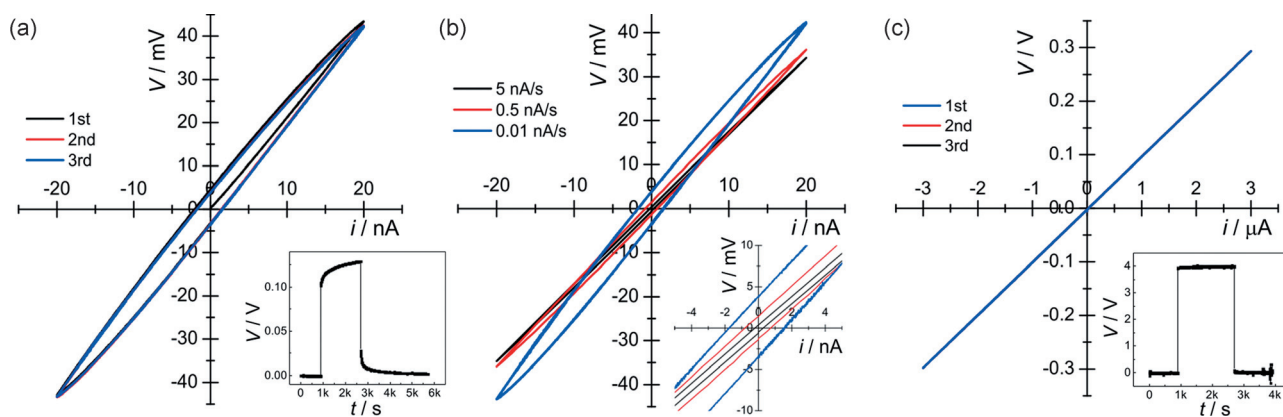 (a)
V / mV
40
30
20
10
0
-10
-20
-30
-40
-20
-10
0
10
20
i / nA
1st
2nd
3rd
V / V
0.10
0.05
0.00
0 1k 2k 3k 4k 5k 6k
t / s
(b)
V / mV
40
30
20
10
0
-10
-20
-30
-40
-20
-10
0
10
20
i / nA
5 nA/s
0.5 nA/s
0.01 nA/s
V / mV
10
5
0
-5
-10
-4 -2 0 2 4
i / nA
(c)
V / V
0.3
0.2
0.1
0.0
-0.1
-0.2
-0.3
-3 -2 -1 0 1 2 3
i / µA
1st
2nd
3rd
V / V
4
2
0
0 1k 2k 3k 4k
t / s